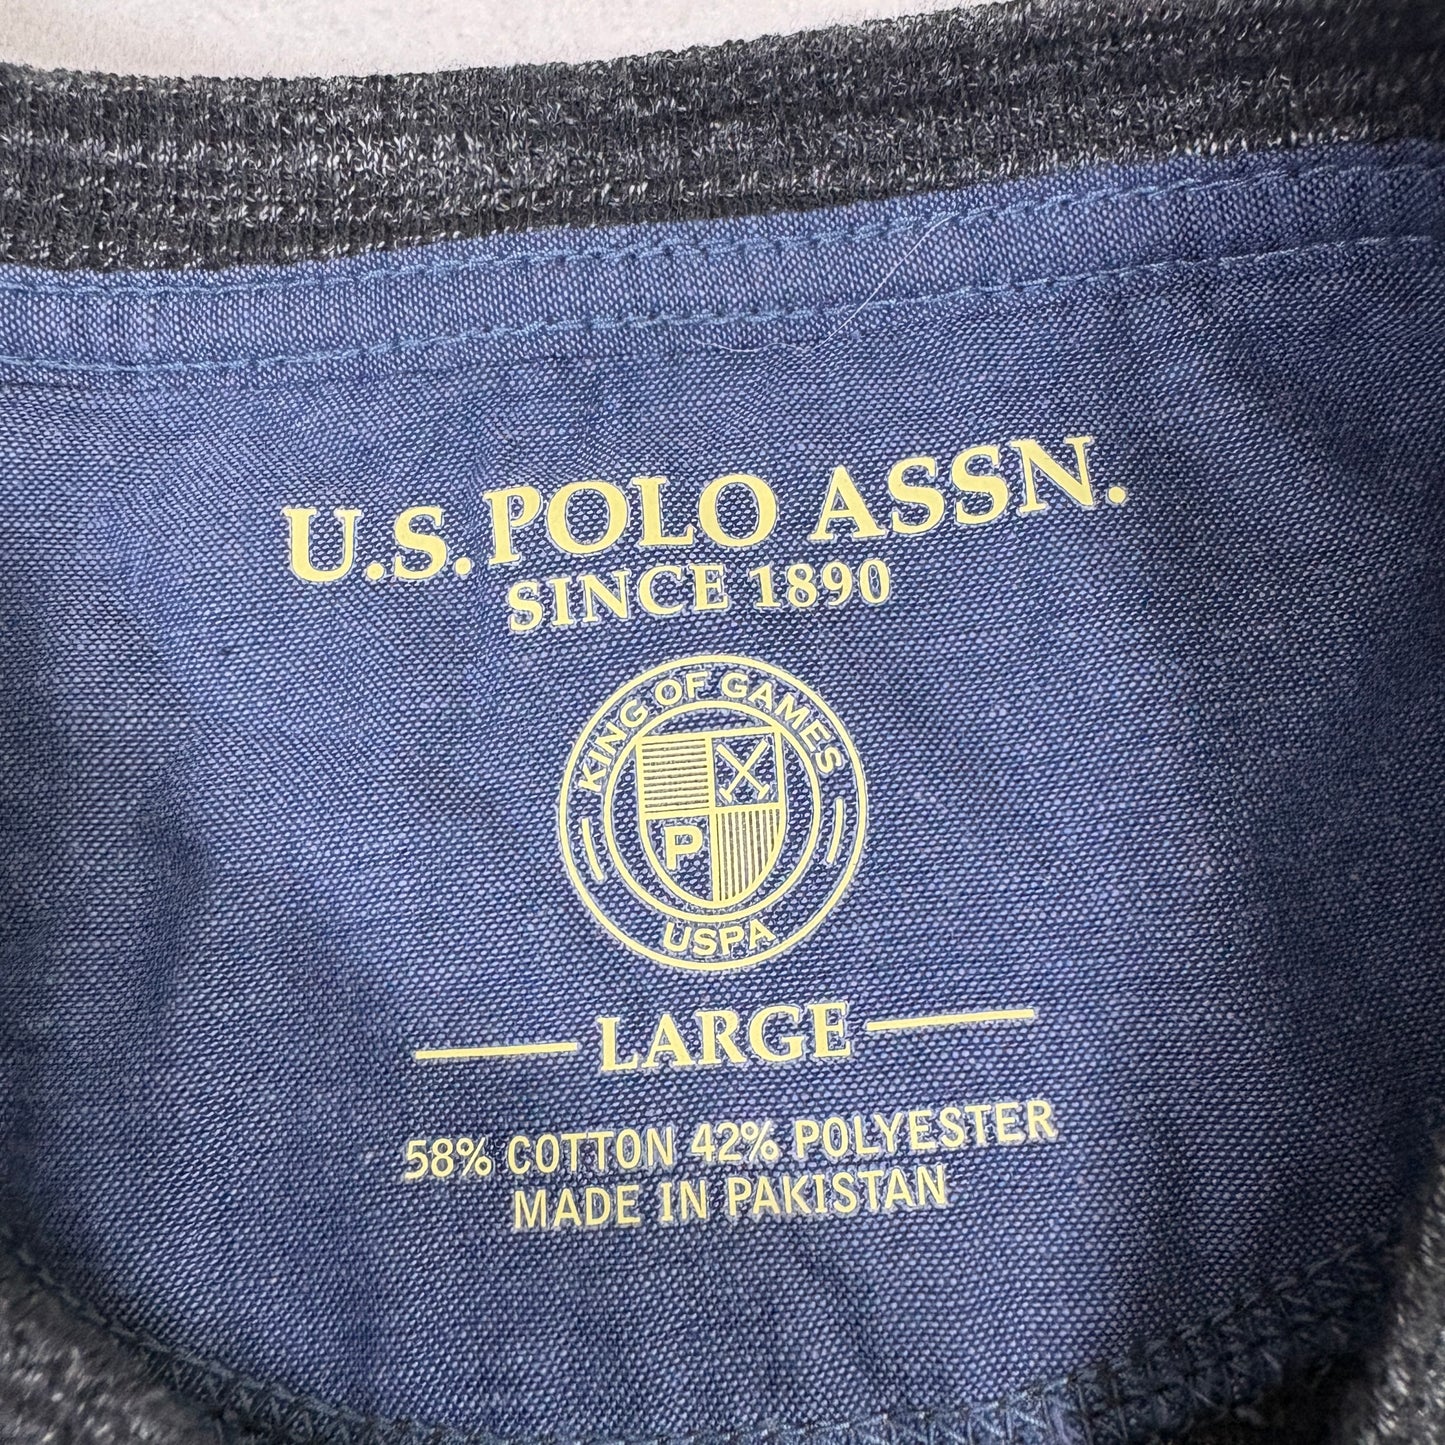 U.S. POLO ASSN.
SINCE 1890
KING OF GAMES
P
USPA
LARGE
58% COTTON 42% POLYESTER
MADE IN PAKISTAN